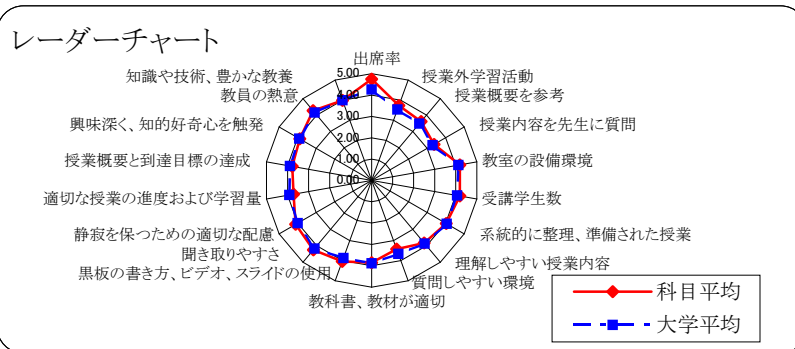 レーダーチャート
出席率
授業外学習活動
授業概要を参考
授業内容を先生に質問
教室の設備環境
受講学生数
系統的に整理、準備された授業
理解しやすい授業内容
質問しやすい環境
教科書、教材が適切
黒板の書き方、ビデオ、スライドの使用
聞き取りやすさ
静寂を保つための適切な配慮
適切な授業の進度および学習量
授業概要と到達目標の達成
興味深く、知的好奇心を触発
教員の熱意
知識や技術、豊かな教養
5.00
4.00
3.00
2.00
1.00
0.00
科目平均
大学平均